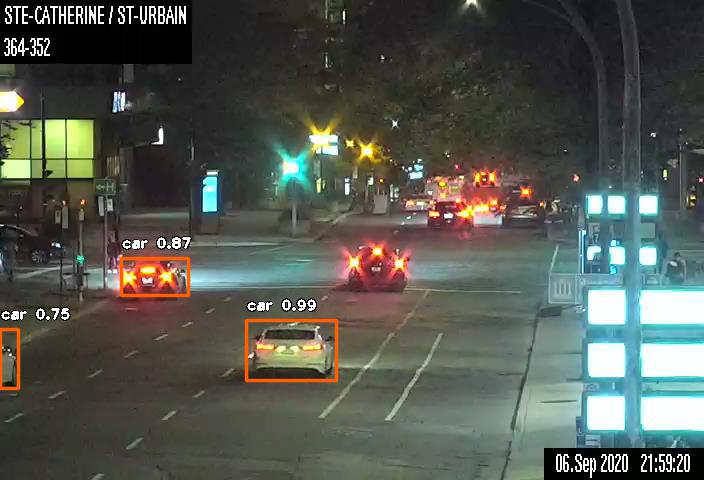 STE-CATHERINE / ST-URBAIN
364-352
car 0.87
car 0.75
car 0.99
06.Sep 2020 21:59:20